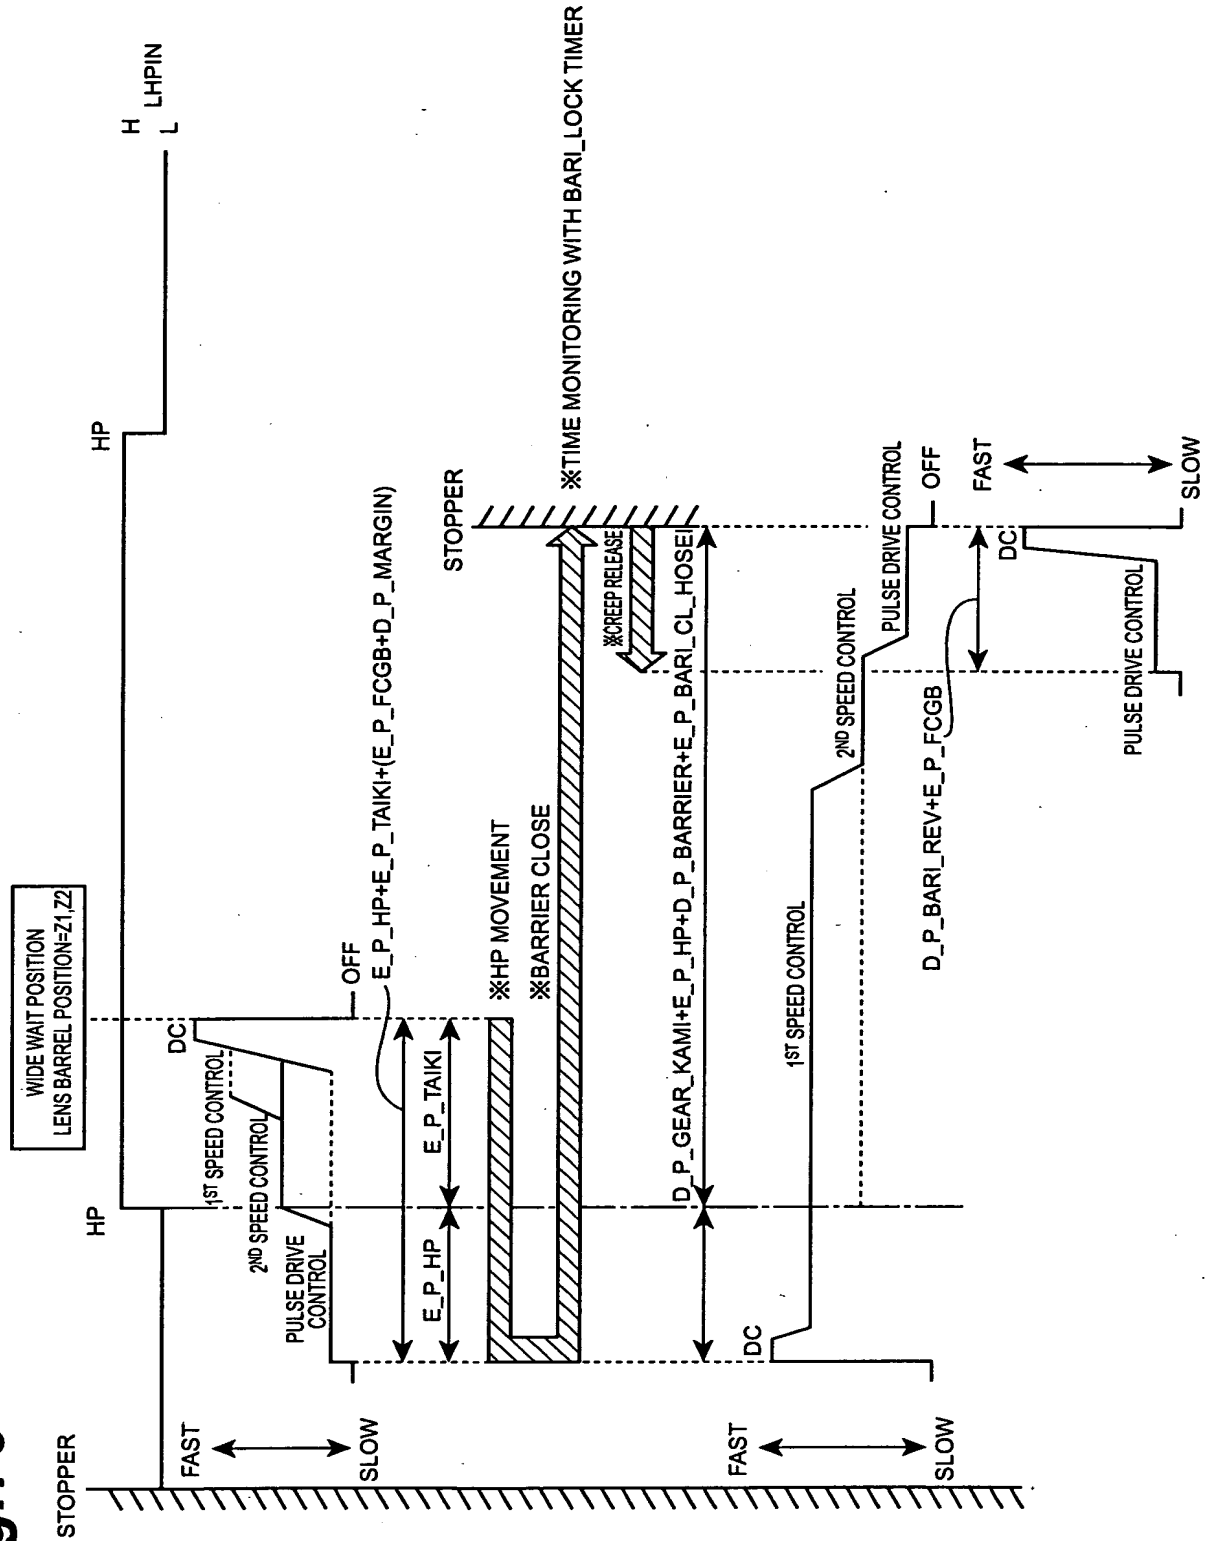 STOPPER
HP
WIDE WAIT POSITION
LENS BARREL POSITION=Z1,Z2
HP
H
L
LHPIN
FAST
SLOW
1ST SPEED CONTROL
2ND SPEED CONTROL
PULSE DRIVE
CONTROL
DC
OFF
E_P_HP+E_P_TAIKI+(E_P_FCGB+D_P_MARGIN)
E_P_HP
E_P_TAIKI
※HP MOVEMENT
※BARRIER CLOSE
STOPPER
※TIME MONITORING WITH BARI_LOCK TIMER
※CREEP RELEASE
D_P_GEAR_KAMI+E_P_HP+D_P_BARRIER+E_P_BARI_CL_HOSEI
FAST
SLOW
DC
1ST SPEED CONTROL
2ND SPEED CONTROL
PULSE DRIVE CONTROL
OFF
D_P_BARI_REV+E_P_FCGB
FAST
SLOW
DC
PULSE DRIVE CONTROL